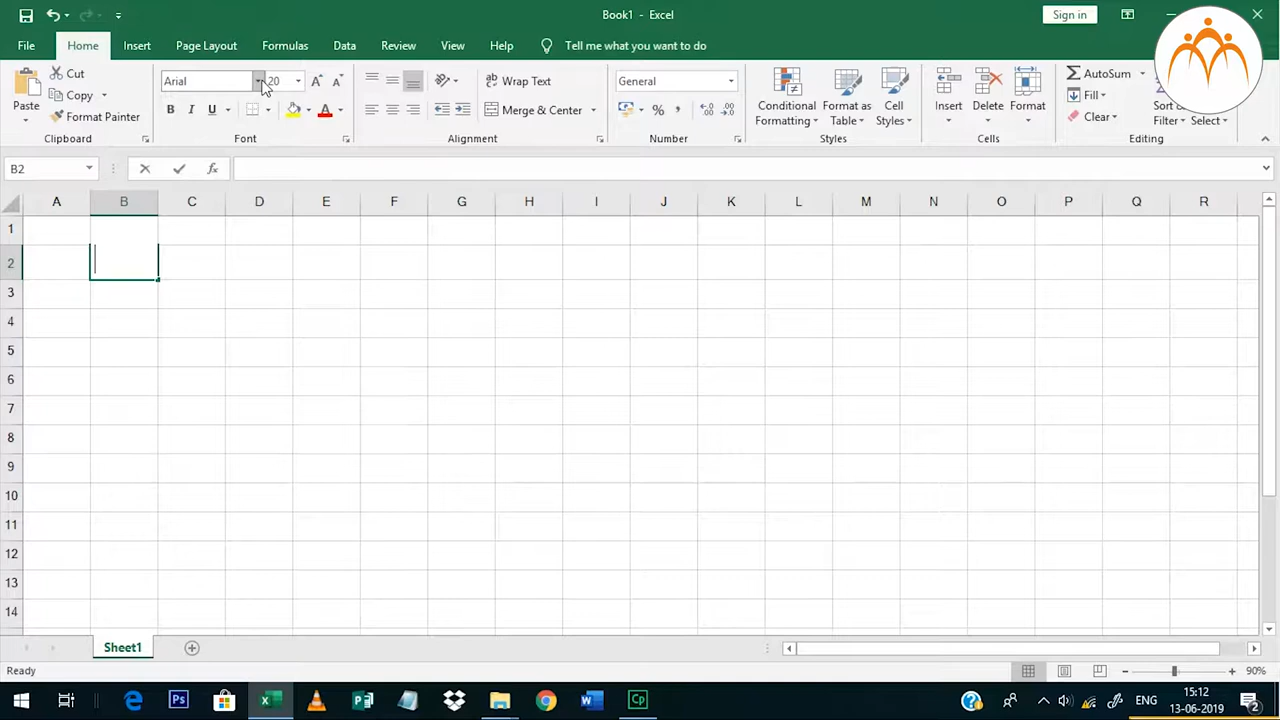 Book1 - Excel
Sign in
File Home Insert Page Layout Formulas Data Review View Help Tell me what you want to do
Paste
Cut
Copy
Format Painter
Clipboard
Arial 20
B I U
Font
Wrap Text
Merge & Center
Alignment
General
Number
Conditional Formatting
Format as Table
Cell Styles
Styles
Insert
Delete
Format
Cells
AutoSum
Fill
Clear
Filter
Select
Editing
B2
fx
A B C D E F G H I J K L M N O P Q R
1
2
3
4
5
6
7
8
9
10
11
12
13
14
Sheet1
Ready
90%
ENG
15:12
13-06-2019